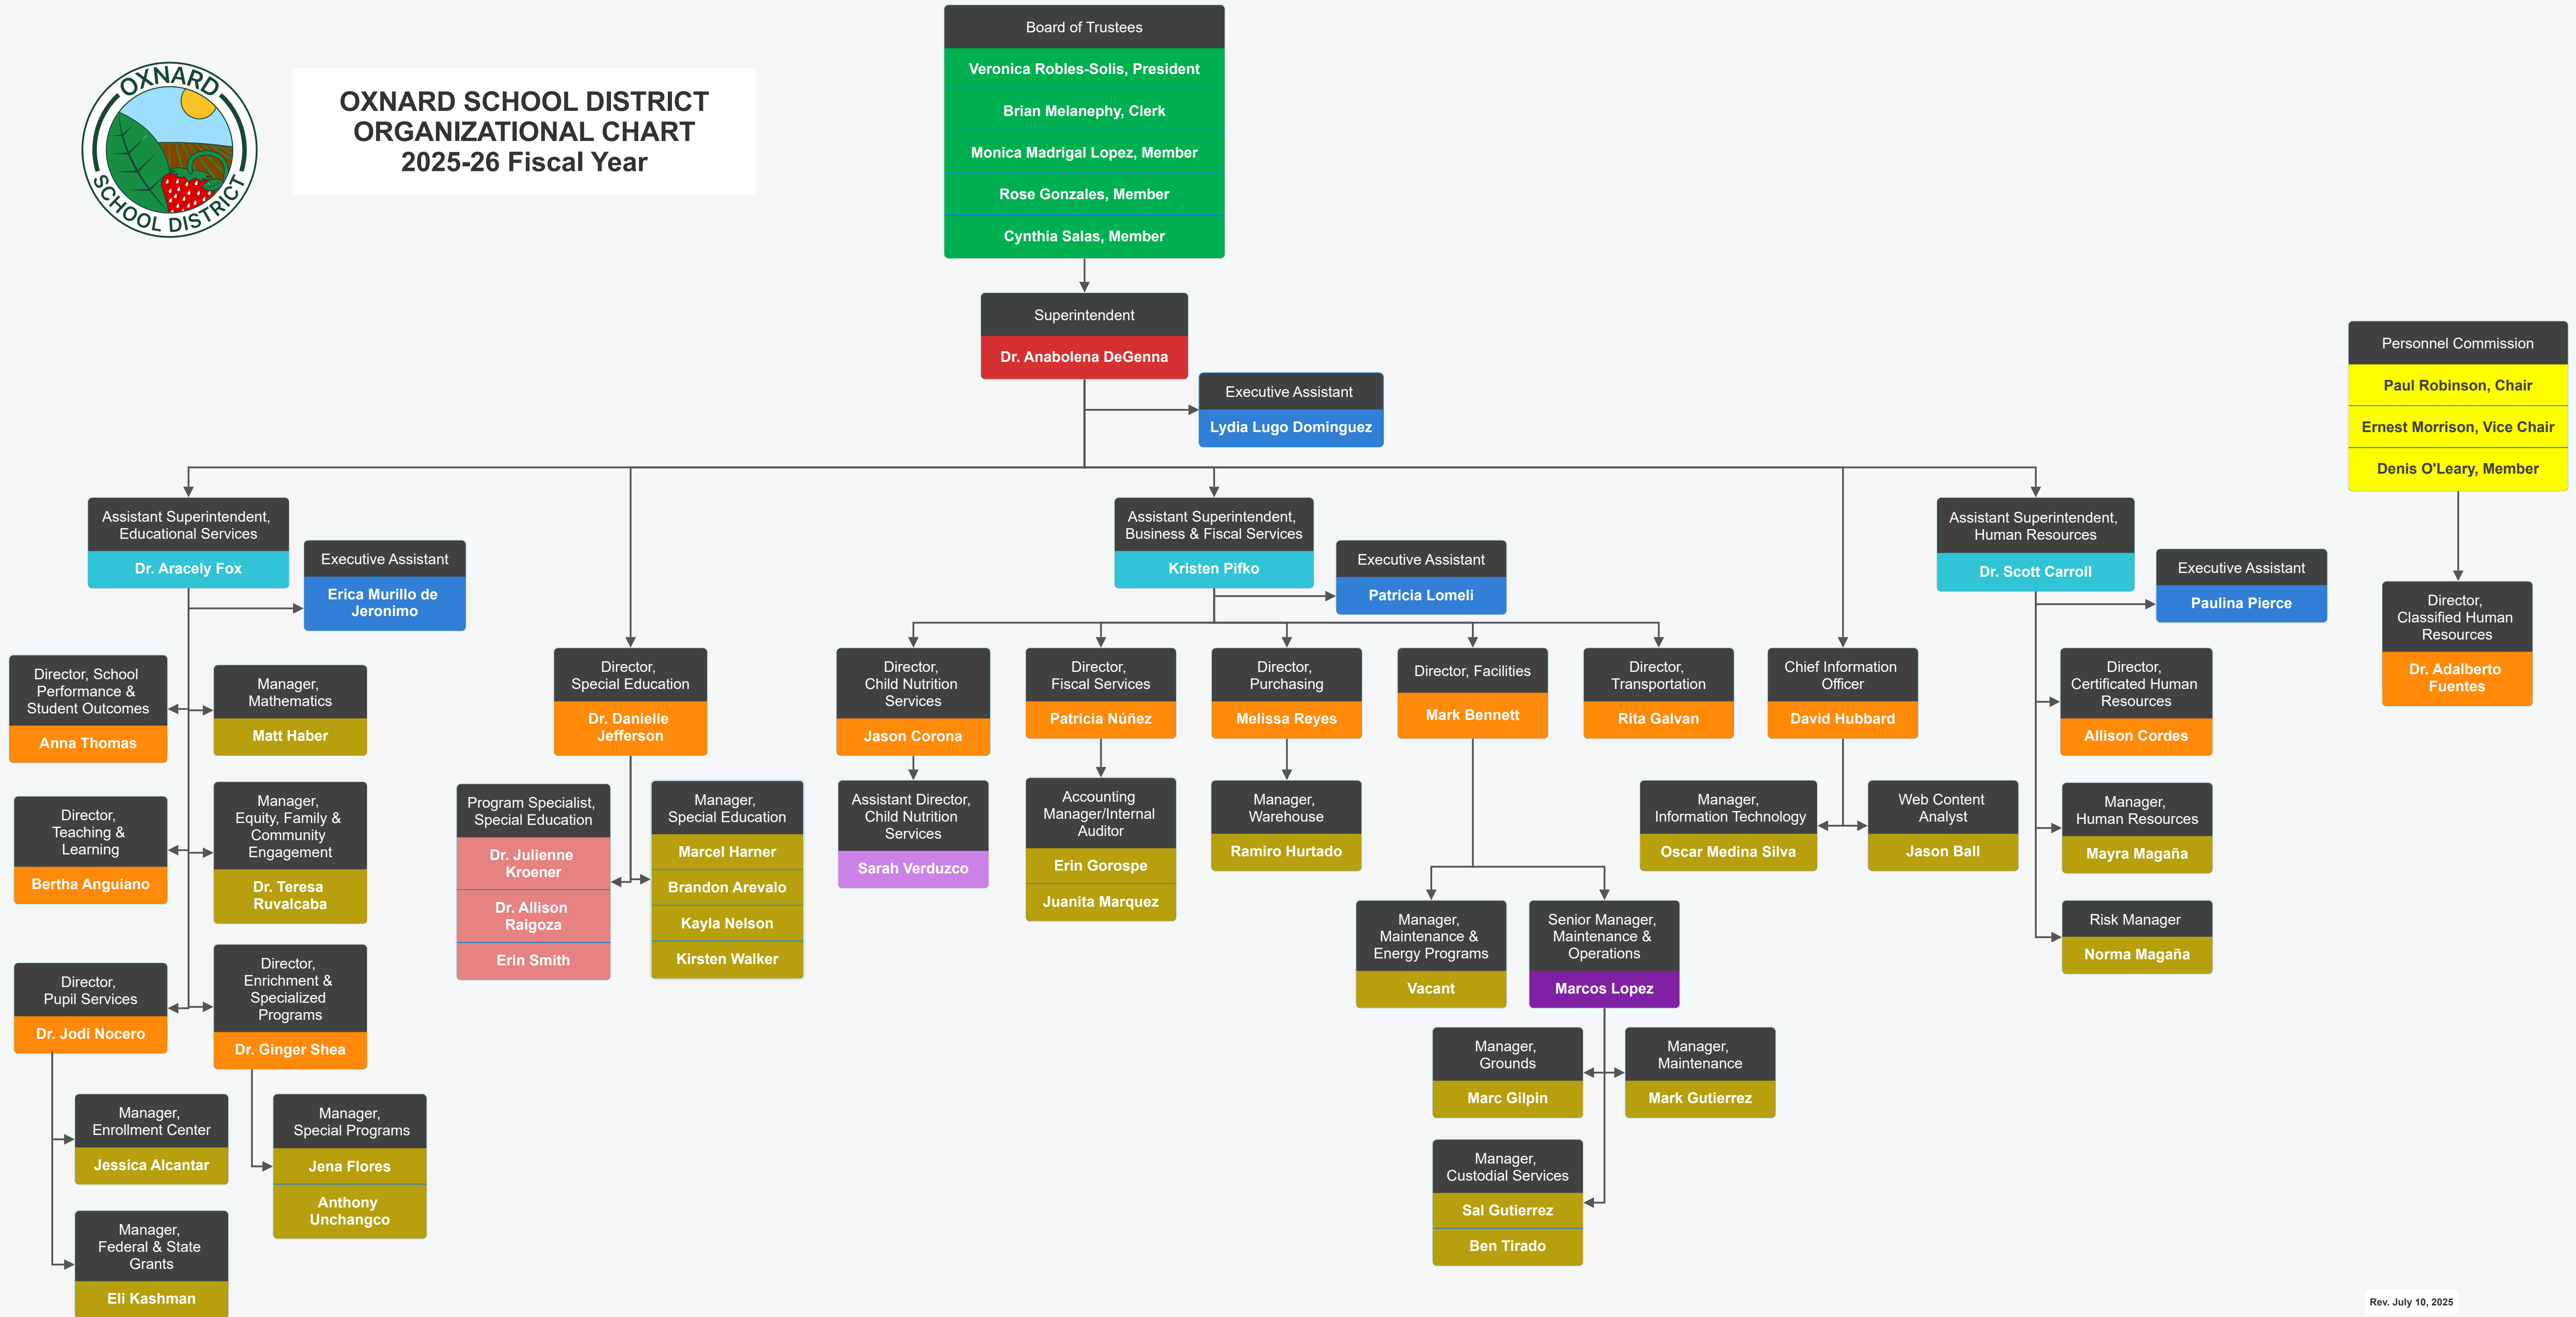 OXNARD
SCHOOL DISTRICT
OXNARD SCHOOL DISTRICT
ORGANIZATIONAL CHART
2025-26 Fiscal Year
Board of Trustees
Veronica Robles-Solis, President
Brian Melanephy, Clerk
Monica Madrigal Lopez, Member
Rose Gonzales, Member
Cynthia Salas, Member
Superintendent
Dr. Anabolena DeGenna
Executive Assistant
Lydia Lugo Dominguez
Personnel Commission
Paul Robinson, Chair
Ernest Morrison, Vice Chair
Denis O'Leary, Member
Director,
Classified Human
Resources
Dr. Adalberto
Fuentes
Assistant Superintendent,
Educational Services
Dr. Aracely Fox
Executive Assistant
Erica Murillo de
Jeronimo
Director, School
Performance &
Student Outcomes
Anna Thomas
Manager,
Mathematics
Matt Haber
Director,
Teaching &
Learning
Bertha Anguiano
Manager,
Equity, Family &
Community
Engagement
Dr. Teresa
Ruvalcaba
Director,
Pupil Services
Dr. Jodi Nocero
Director,
Enrichment &
Specialized
Programs
Dr. Ginger Shea
Manager,
Enrollment Center
Jessica Alcantar
Manager,
Special Programs
Jena Flores
Anthony
Unchangco
Manager,
Federal & State
Grants
Eli Kashman
Director,
Special Education
Dr. Danielle
Jefferson
Program Specialist,
Special Education
Dr. Julienne
Kroener
Dr. Allison
Raigoza
Erin Smith
Manager,
Special Education
Marcel Harner
Brandon Arevalo
Kayla Nelson
Kirsten Walker
Assistant Superintendent,
Business & Fiscal Services
Kristen Pifko
Executive Assistant
Patricia Lomeli
Director,
Child Nutrition
Services
Jason Corona
Assistant Director,
Child Nutrition
Services
Sarah Verduzco
Director,
Fiscal Services
Patricia Núñez
Accounting
Manager/Internal
Auditor
Erin Gorospe
Juanita Marquez
Director,
Purchasing
Melissa Reyes
Manager,
Warehouse
Ramiro Hurtado
Director, Facilities
Mark Bennett
Manager,
Maintenance &
Energy Programs
Vacant
Senior Manager,
Maintenance &
Operations
Marcos Lopez
Manager,
Grounds
Marc Gilpin
Manager,
Maintenance
Mark Gutierrez
Manager,
Custodial Services
Sal Gutierrez
Ben Tirado
Director,
Transportation
Rita Galvan
Chief Information
Officer
David Hubbard
Manager,
Information Technology
Oscar Medina Silva
Web Content
Analyst
Jason Ball
Assistant Superintendent,
Human Resources
Dr. Scott Carroll
Executive Assistant
Paulina Pierce
Director,
Certificated Human
Resources
Allison Cordes
Manager,
Human Resources
Mayra Magaña
Risk Manager
Norma Magaña
Rev. July 10, 2025